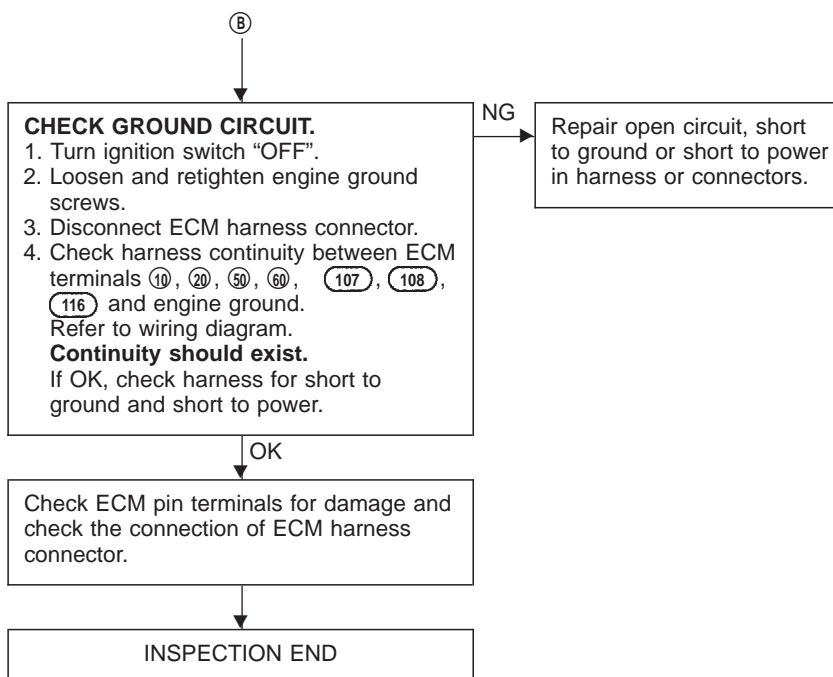 Ⓑ
CHECK GROUND CIRCUIT.
1. Turn ignition switch “OFF”.
2. Loosen and retighten engine ground
screws.
3. Disconnect ECM harness connector.
4. Check harness continuity between ECM
terminals ⑩, ⑳, ㊿, 60, 107, 108,
116 and engine ground.
Refer to wiring diagram.
Continuity should exist.
If OK, check harness for short to
ground and short to power.
NG
Repair open circuit, short
to ground or short to power
in harness or connectors.
OK
Check ECM pin terminals for damage and
check the connection of ECM harness
connector.
INSPECTION END